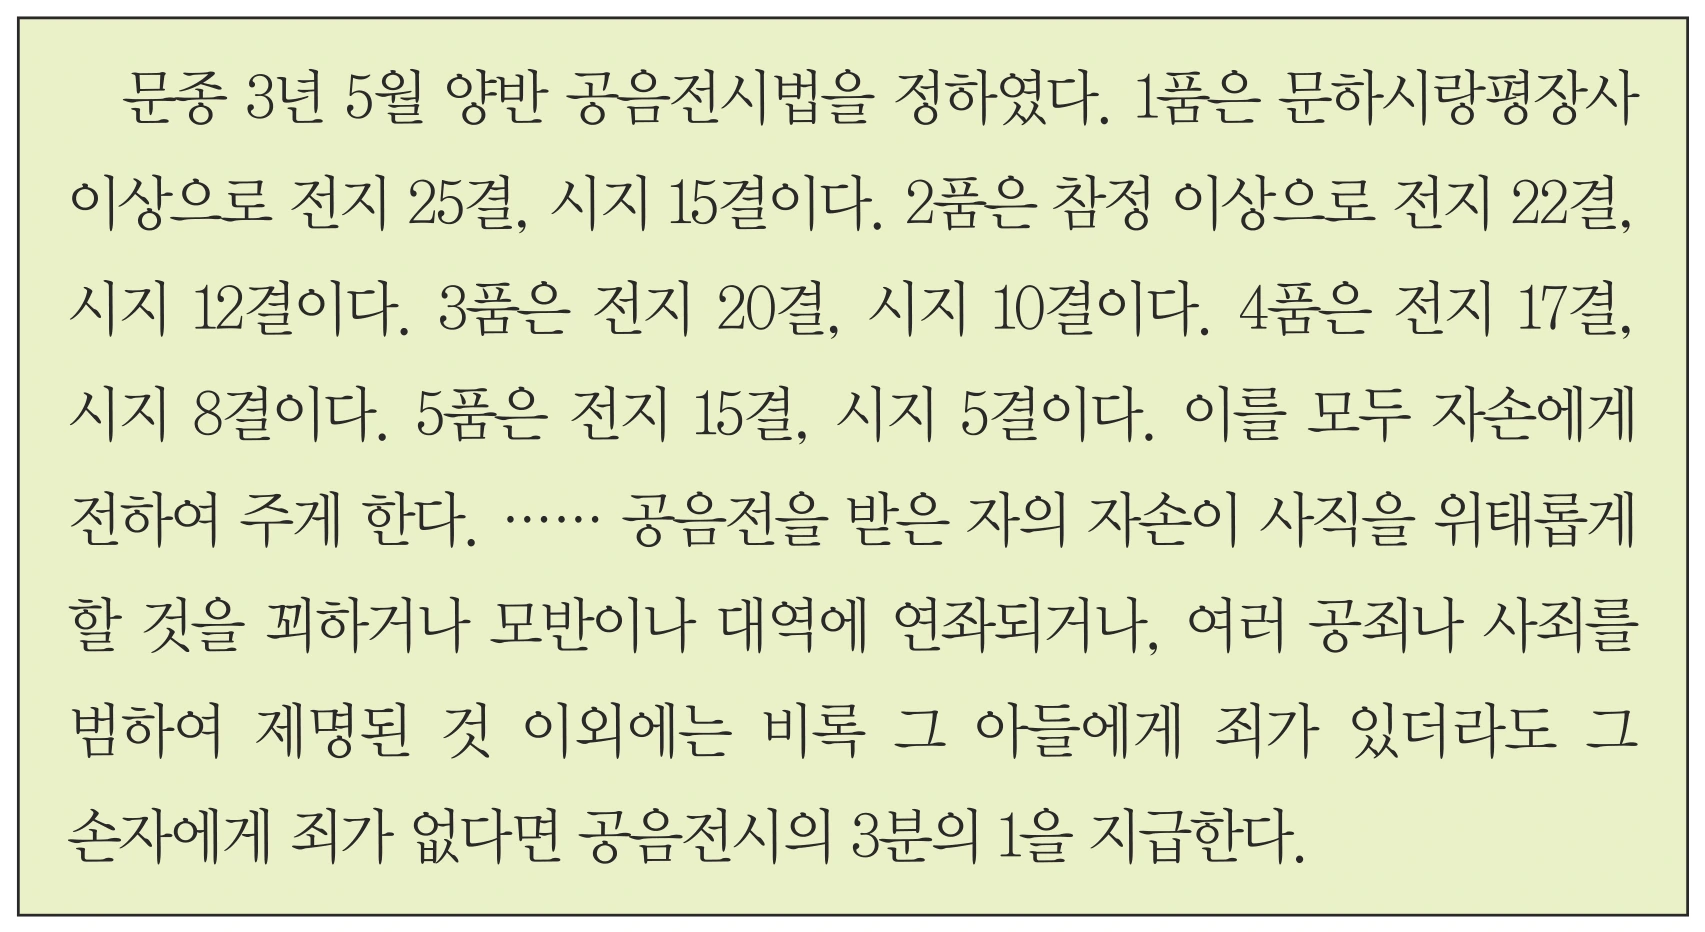 문종 3년 5월 양반 공음전시법을 정하였다. 1품은 문하시랑평장사
이상으로 전지 25결, 시지 15결이다. 2품은 참정 이상으로 전지 22결,
시지 12결이다. 3품은 전지 20결, 시지 10결이다. 4품은 전지 17결,
시지 8결이다. 5품은 전지 15결, 시지 5결이다. 이를 모두 자손에게
전하여 주게 한다. …… 공음전을 받은 자의 자손이 사직을 위태롭게
할 것을 꾀하거나 모반이나 대역에 연좌되거나, 여러 공죄나 사죄를
범하여 제명된 것 이외에는 비록 그 아들에게 죄가 있더라도 그
손자에게 죄가 없다면 공음전시의 3분의 1을 지급한다.